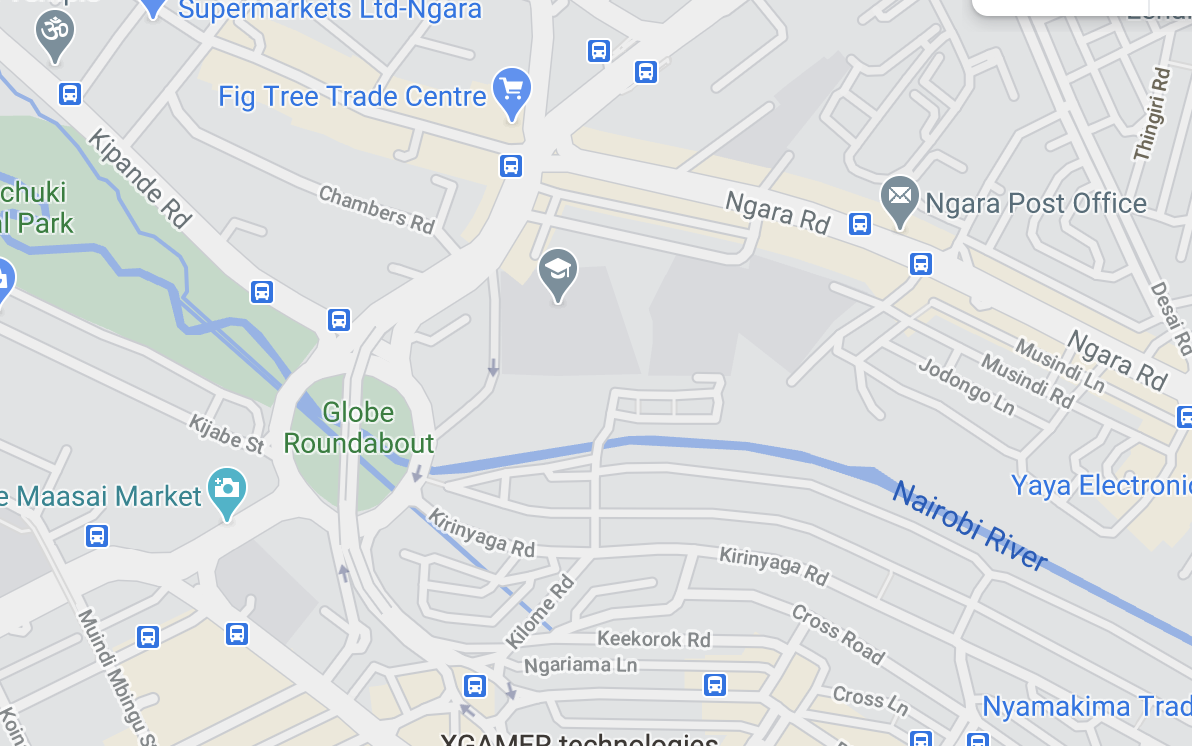 Supermarkets Ltd-Ngara
ॐ
Fig Tree Trade Centre
Thingiri Rd
Kipande Rd
chuki
l Park
Chambers Rd
Ngara Rd
Ngara Post Office
Desai Rd
Ngara Rd
Musindi Ln
Musindi Rd
Jodongo Ln
Globe
Roundabout
Kijabe St
e Maasai Market
Yaya Electronic
Nairobi River
Kirinyaga Rd
Kirinyaga Rd
Kilome Rd
Cross Road
Keekorok Rd
Ngariama Ln
Muindi Mbingu S
Cross Ln
Nyamakima Trad
Koin
XGAMER technologies